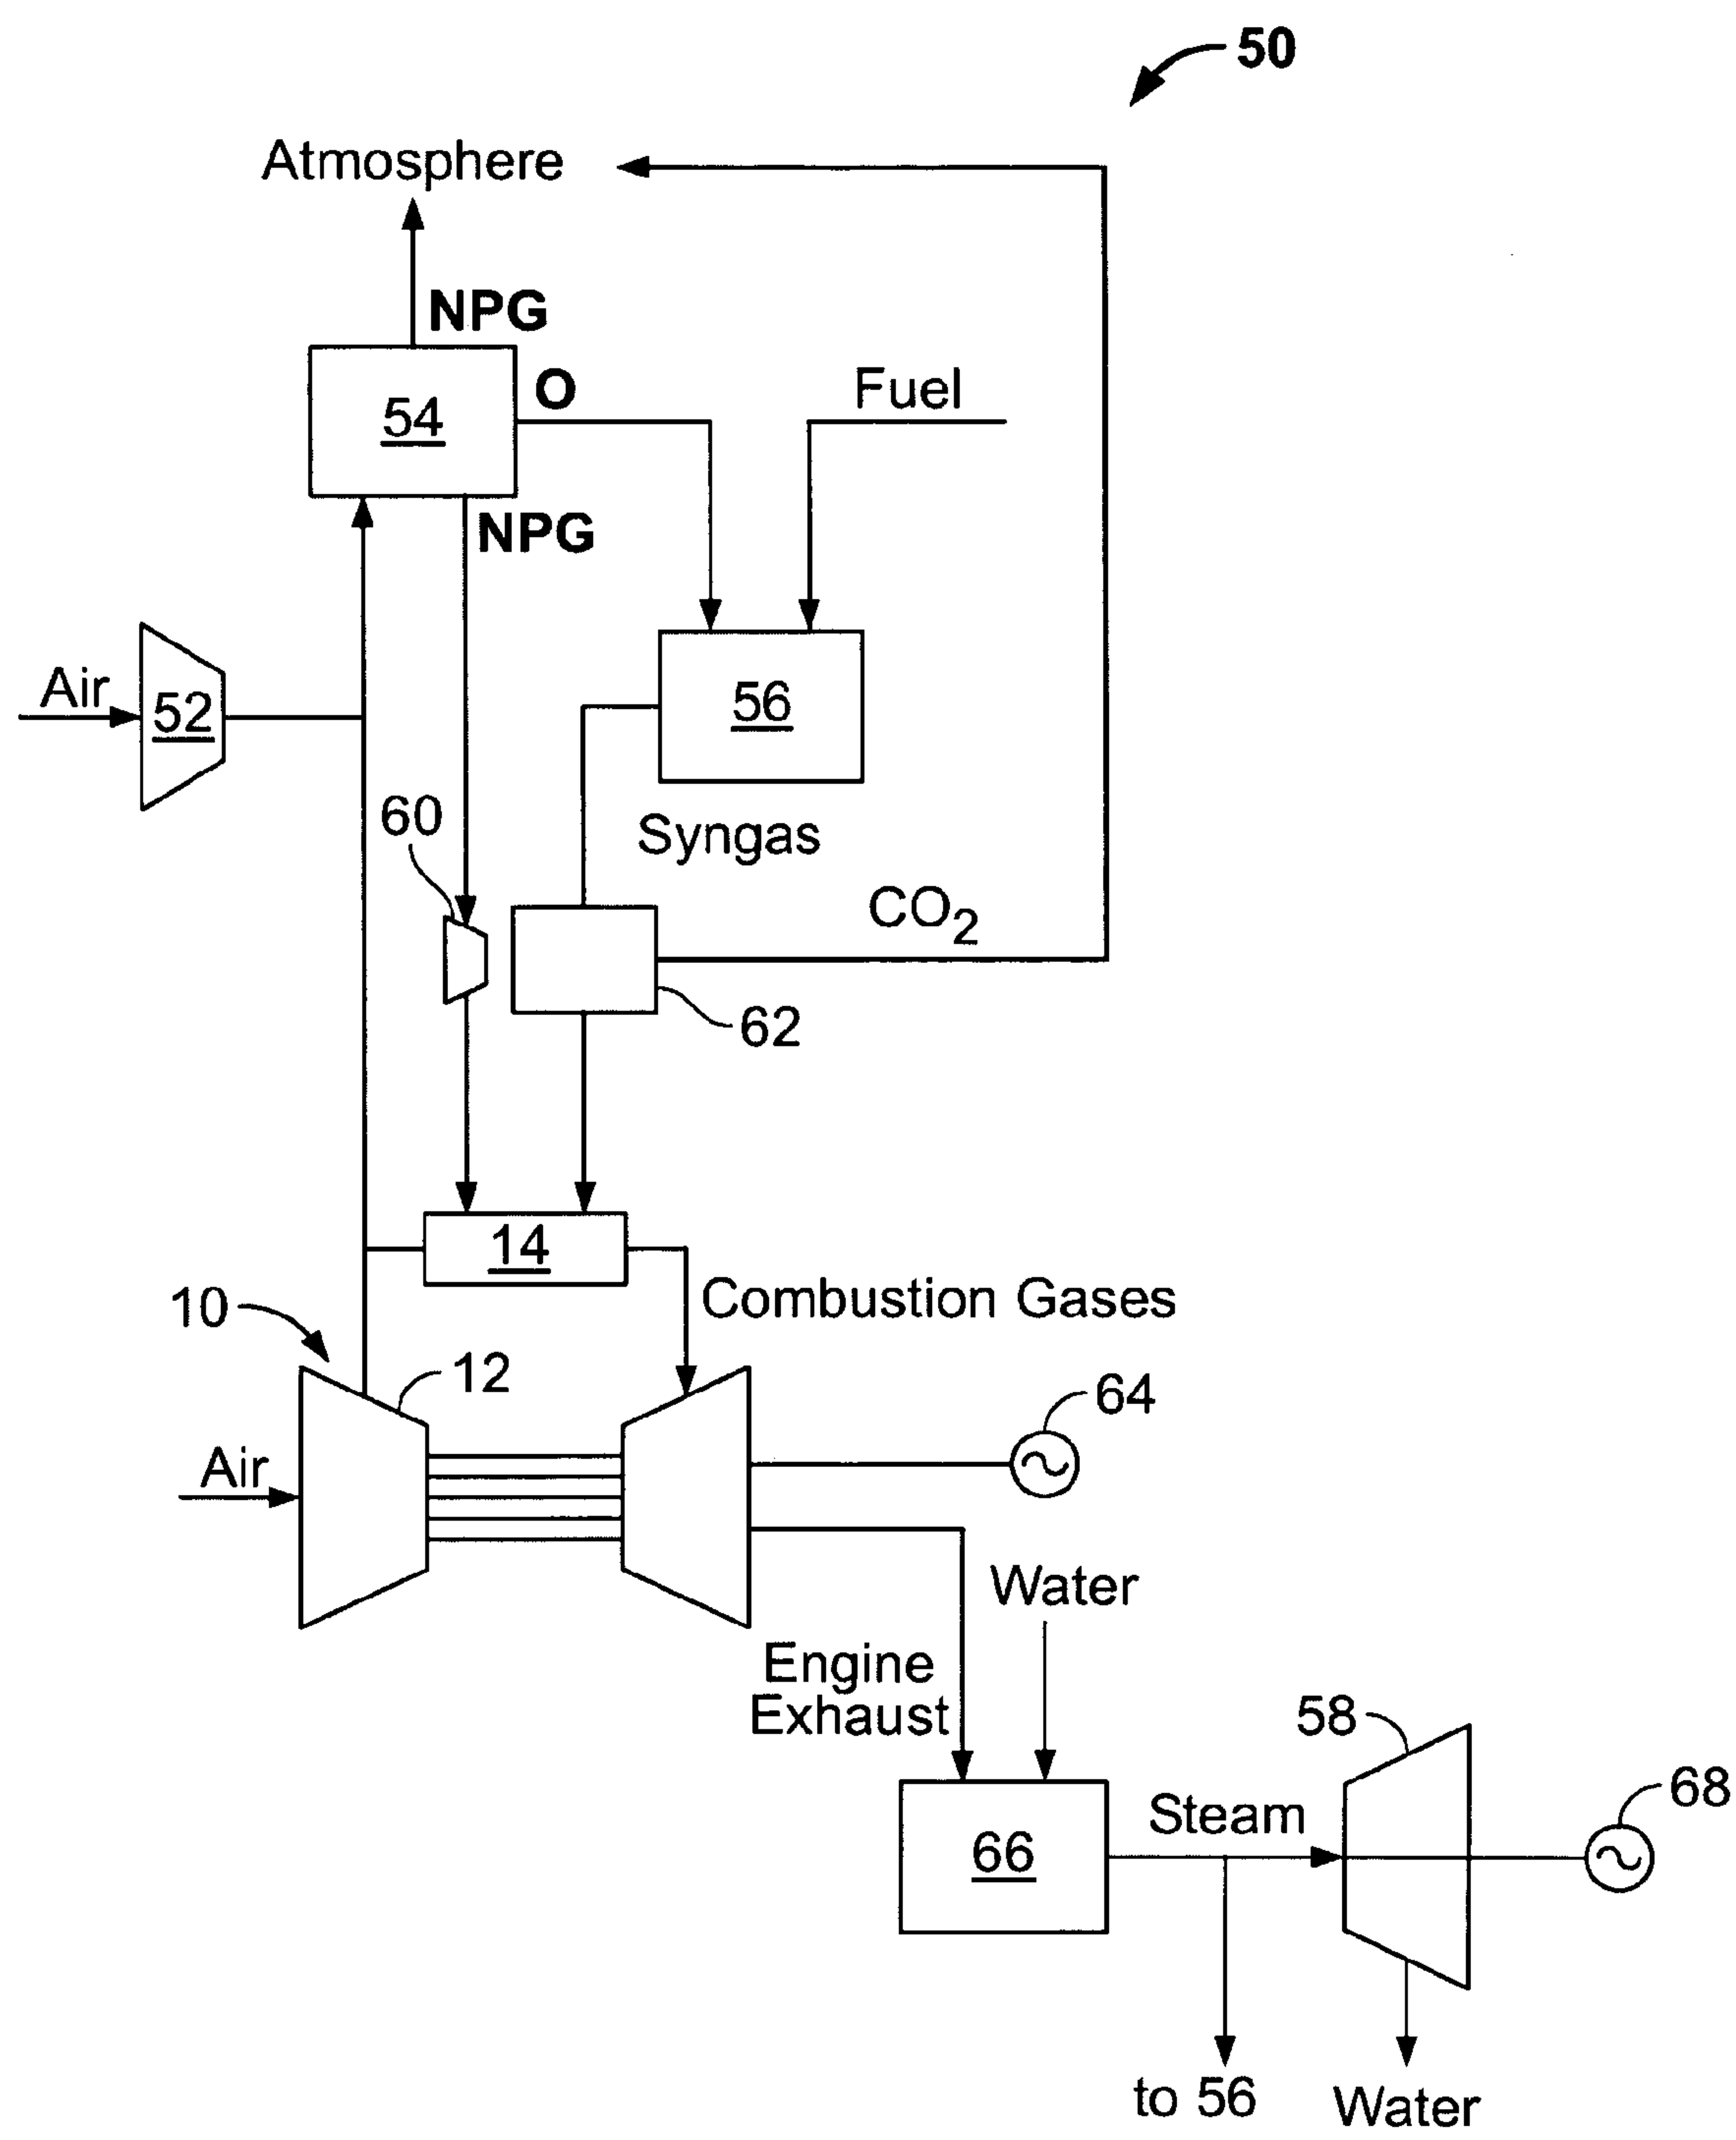 50
Atmosphere
NPG
O
Fuel
54
NPG
Air
52
56
60
Syngas
CO2
62
14
Combustion Gases
10
12
64
Air
Water
Engine
Exhaust
58
68
Steam
66
to 56
Water